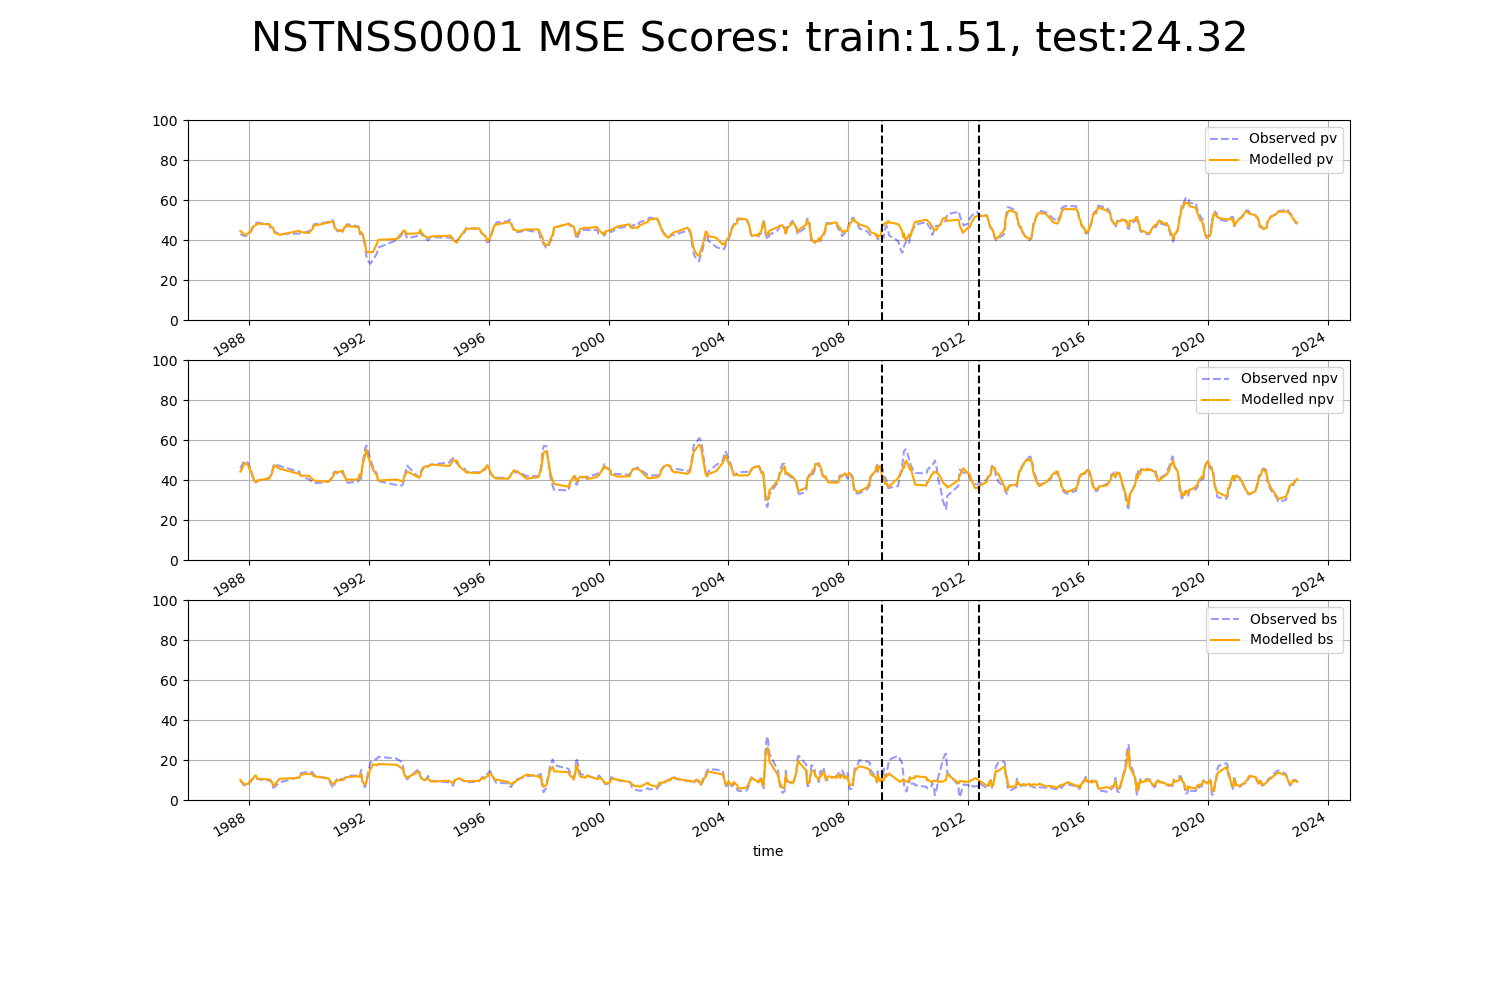 NSTNSS0001 MSE Scores: train:1.51, test:24.32
100
80
60
40
20
0
Observed pv
Modelled pv
1988 1992 1996 2000 2004 2008 2012 2016 2020 2024
100
80
60
40
20
0
Observed npv
Modelled npv
1988 1992 1996 2000 2004 2008 2012 2016 2020 2024
100
80
60
40
20
0
Observed bs
Modelled bs
1988 1992 1996 2000 2004 2008 2012 2016 2020 2024
time